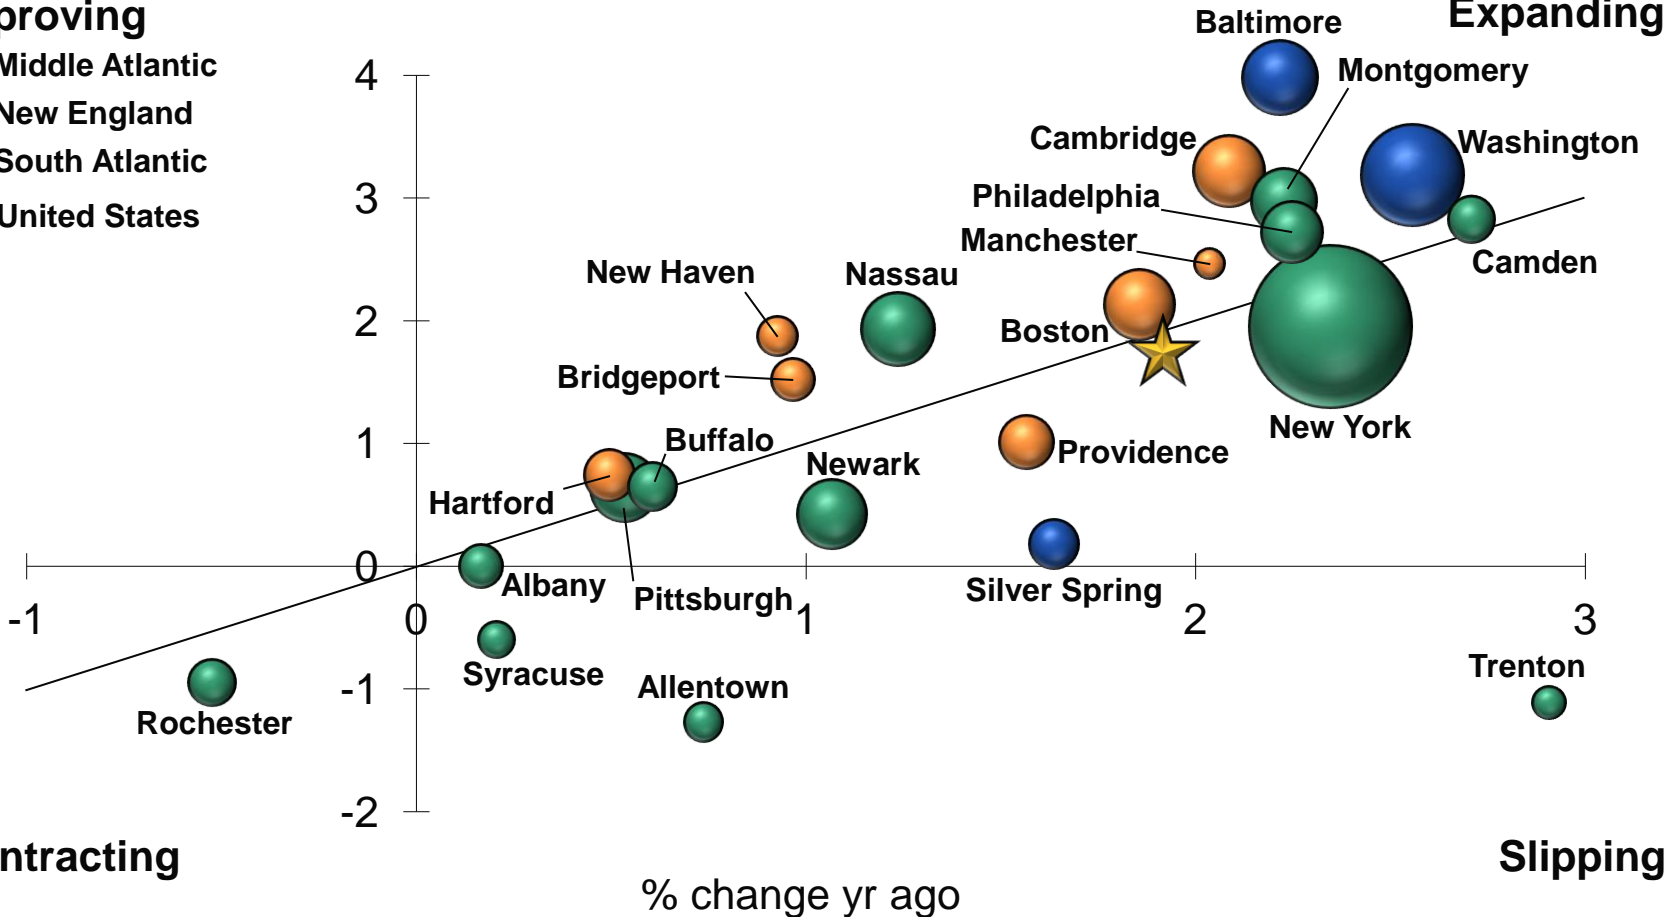 proving
Expanding
Middle Atlantic
New England
South Atlantic
United States
Baltimore
Montgomery
Cambridge
Washington
Philadelphia
Manchester
Camden
New Haven
Nassau
Boston
Bridgeport
New York
Buffalo
Providence
Newark
Hartford
Albany
Pittsburgh
Silver Spring
Syracuse
Allentown
Trenton
Rochester
4
3
2
1
0
-1
-2
-1
0
1
2
3
ntracting
Slipping
% change yr ago